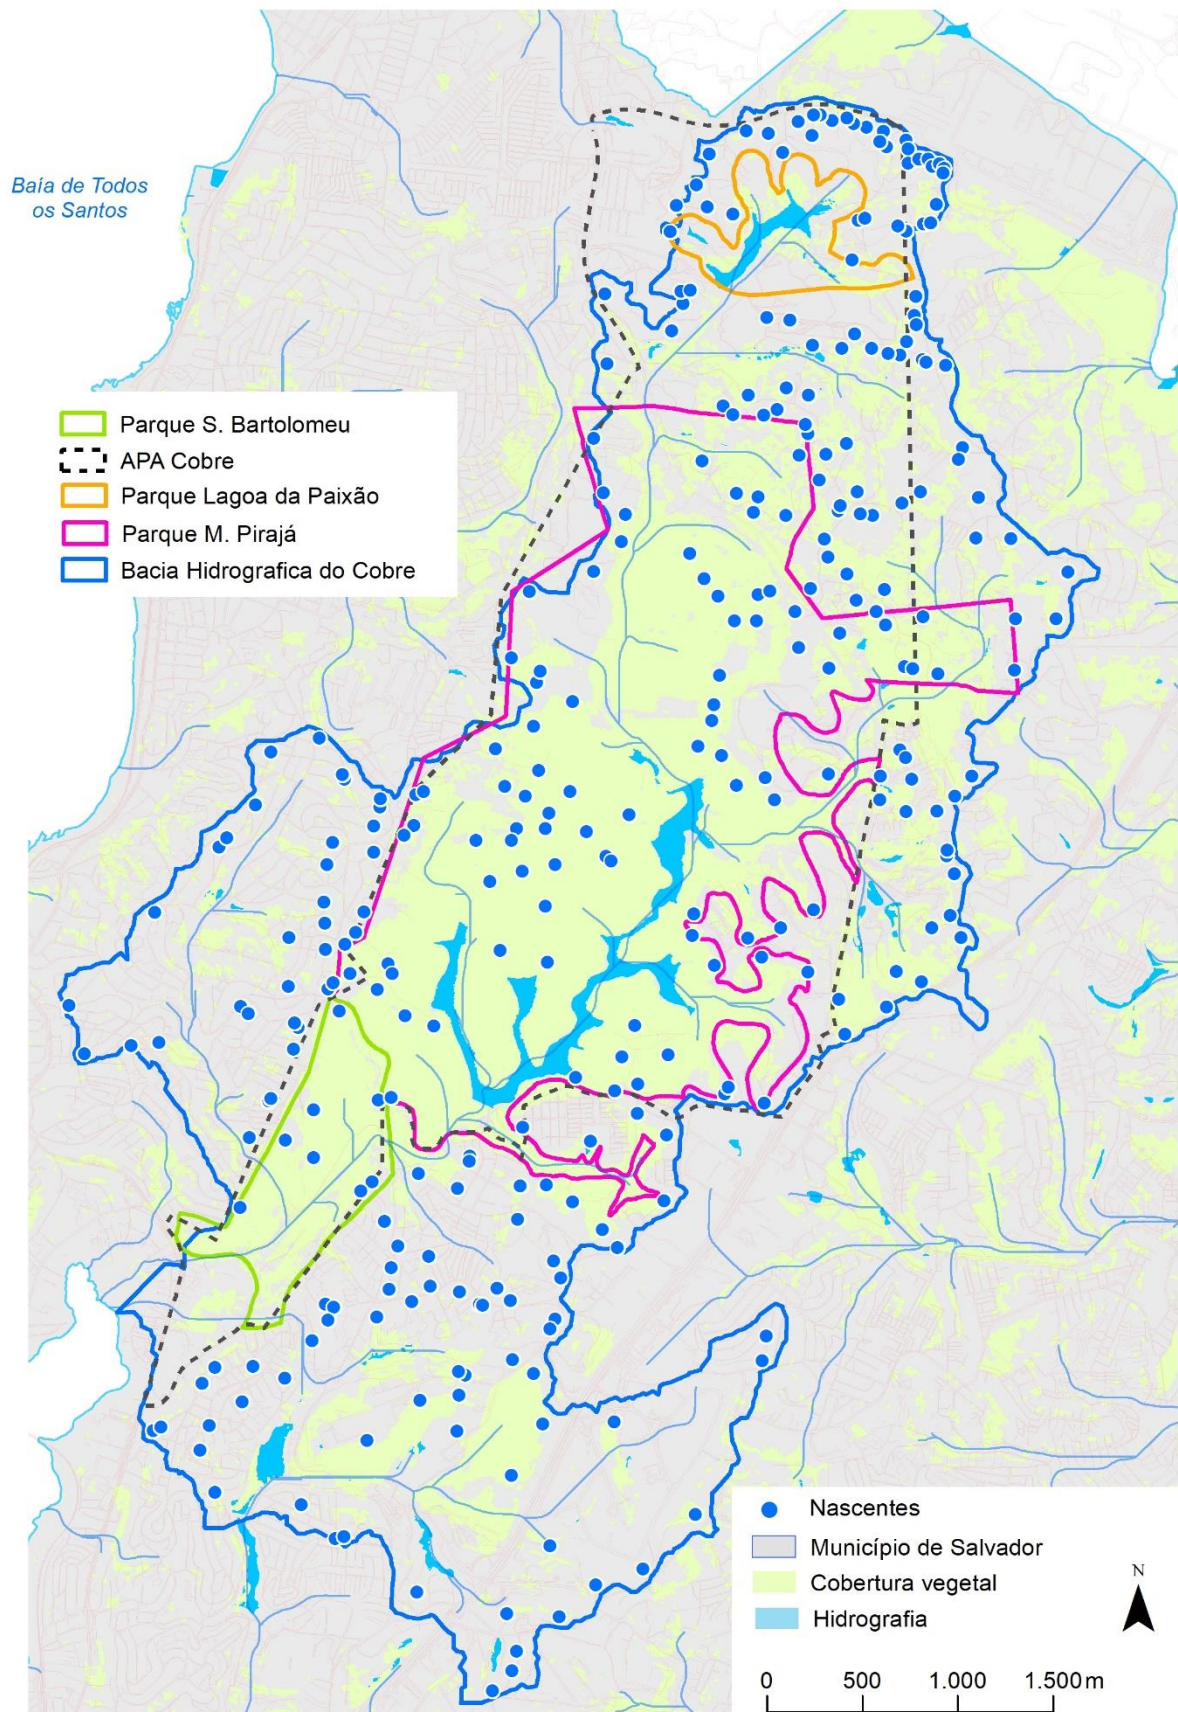 Baía de Todos
os Santos
Parque S. Bartolomeu
APA Cobre
Parque Lagoa da Paixão
Parque M. Pirajá
Bacia Hidrografica do Cobre
Nascentes
Município de Salvador
Cobertura vegetal
Hidrografia
N
0 500 1.000 1.500 m